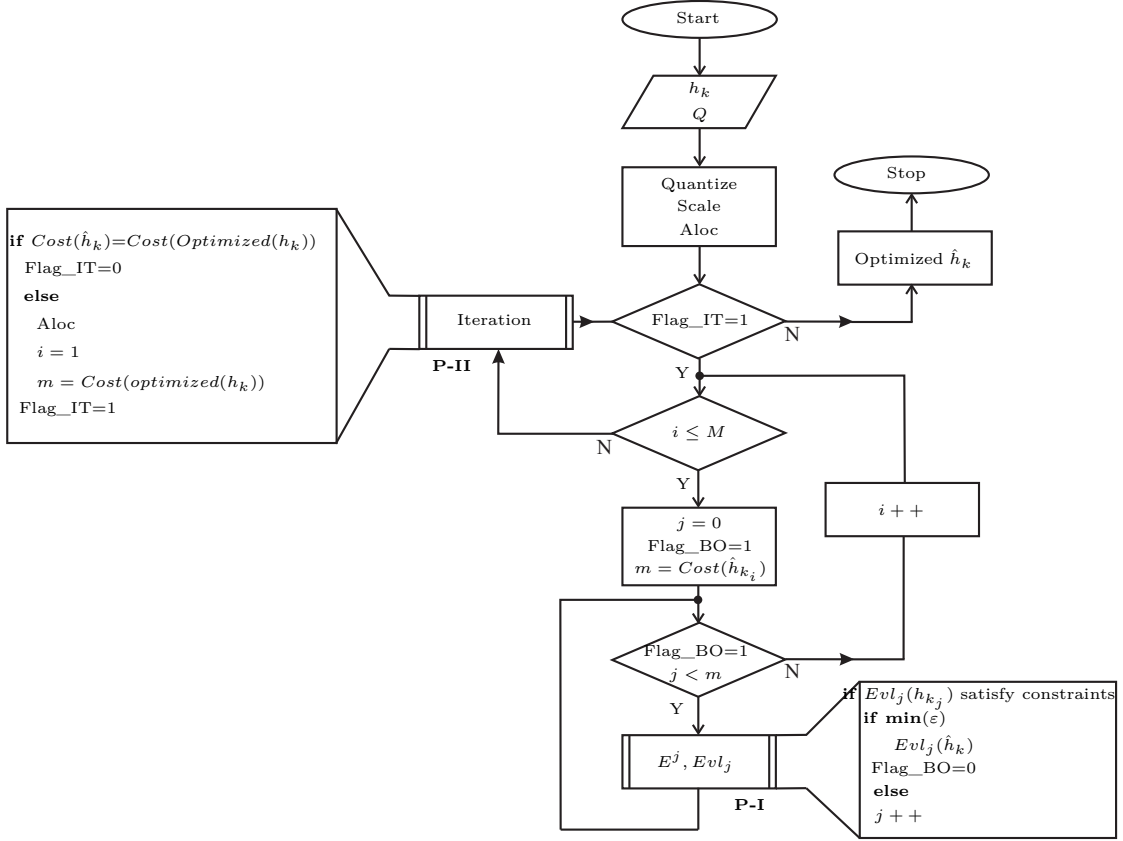 Start
h_k
Q
Quantize
Scale
Aloc
Stop
Optimized ĥ_k
if Cost(ĥ_k)=Cost(Optimized(h_k))
Flag_IT=0
else
Aloc
i = 1
m = Cost(optimized(h_k))
Flag_IT=1
Iteration
P-II
Flag_IT=1
N
Y
i ≤ M
N
Y
i + +
j = 0
Flag_BO=1
m = Cost(ĥ_{k_i})
Flag_BO=1
j < m
N
Y
E^j, Evl_j
P-I
if Evl_j(h_{k_j}) satisfy constraints
if min(ε)
Evl_j(ĥ_k)
Flag_BO=0
else
j + +